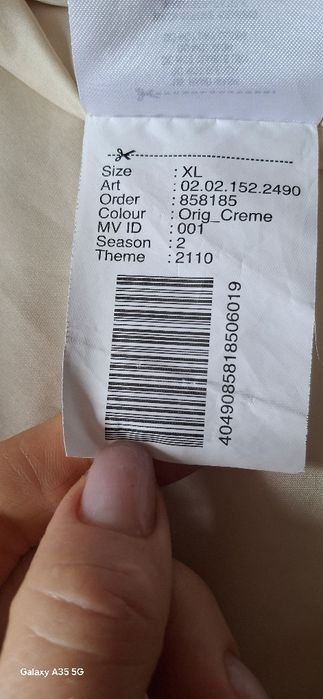 Size : XL
Art : 02.02.152.2490
Order : 858185
Colour : Orig_Creme
MV ID : 001
Season : 2
Theme : 2110
4049085818506019
Galaxy A35 5G